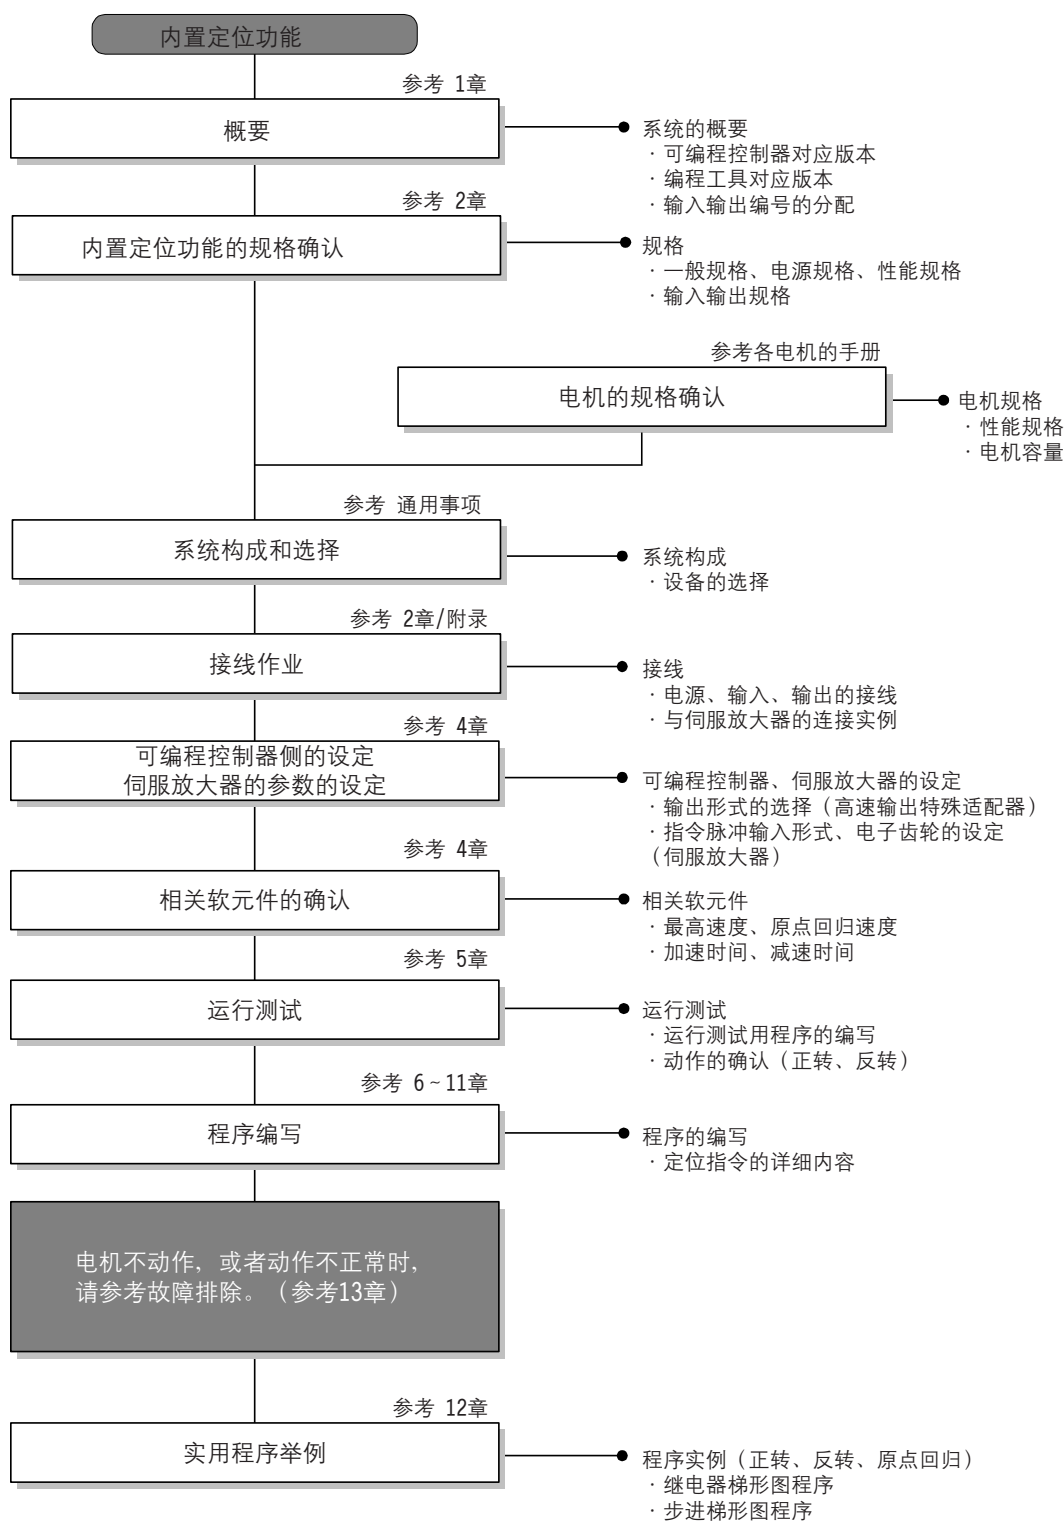 内置定位功能
参考 1章
概要
系统的概要
· 可编程控制器对应版本
· 编程工具对应版本
· 输入输出编号的分配
参考 2章
内置定位功能的规格确认
规格
· 一般规格、电源规格、性能规格
· 输入输出规格
参考各电机的手册
电机的规格确认
电机规格
· 性能规格
· 电机容量
参考 通用事项
系统构成和选择
系统构成
· 设备的选择
参考 2章/附录
接线作业
接线
· 电源、输入、输出的接线
· 与伺服放大器的连接实例
参考 4章
可编程控制器侧的设定
伺服放大器的参数的设定
可编程控制器、伺服放大器的设定
· 输出形式的选择（高速输出特殊适配器）
· 指令脉冲输入形式、电子齿轮的设定
（伺服放大器）
参考 4章
相关软元件的确认
相关软元件
· 最高速度、原点回归速度
· 加速时间、减速时间
参考 5章
运行测试
运行测试
· 运行测试用程序的编写
· 动作的确认（正转、反转）
参考 6～11章
程序编写
程序的编写
· 定位指令的详细内容
电机不动作，或者动作不正常时，
请参考故障排除。（参考13章）
参考 12章
实用程序举例
程序实例（正转、反转、原点回归）
· 继电器梯形图程序
· 步进梯形图程序